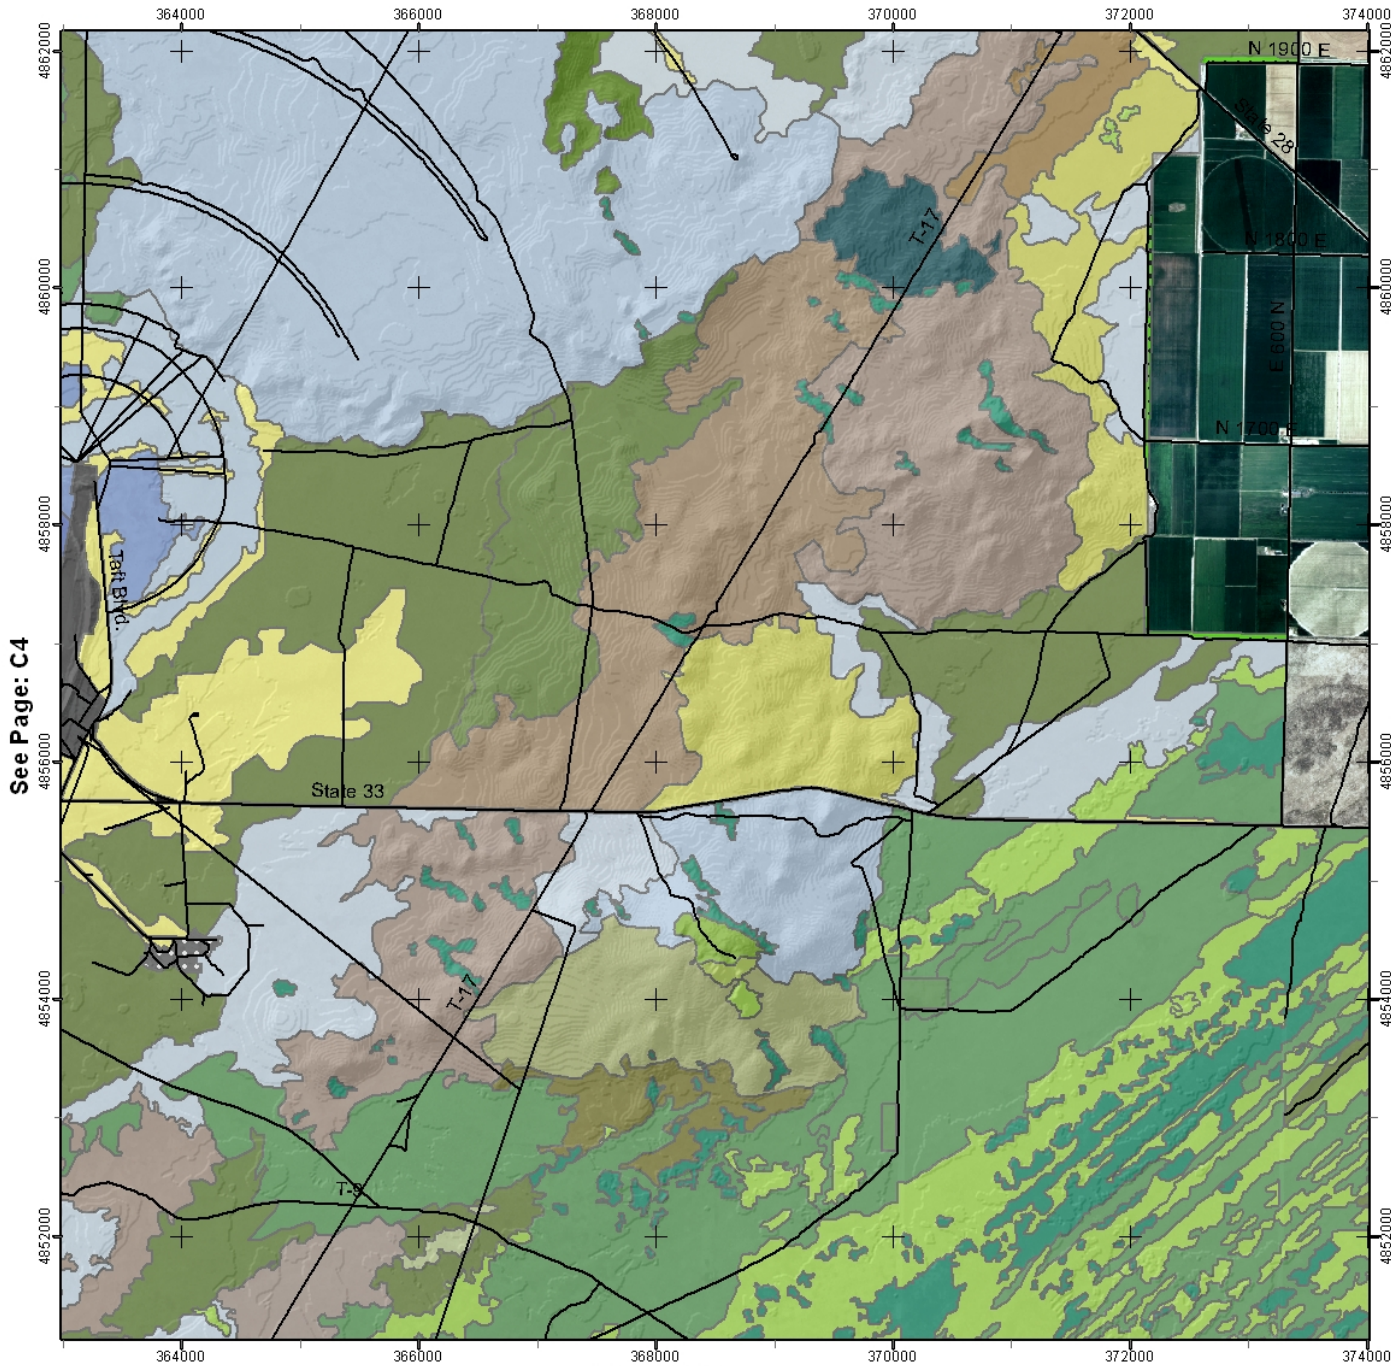 364000 366000 368000 370000 372000 374000
4862000 4862000
N 1900 E
State 28
T-17
N 1800 E
4860000 4860000
E 600 N
N 1700 E
4858000 4858000
Taft Blvd.
See Page: C4
4856000 4856000
State 33
T-17
4854000 4854000
T-9
4852000 4852000
364000 366000 368000 370000 372000 374000